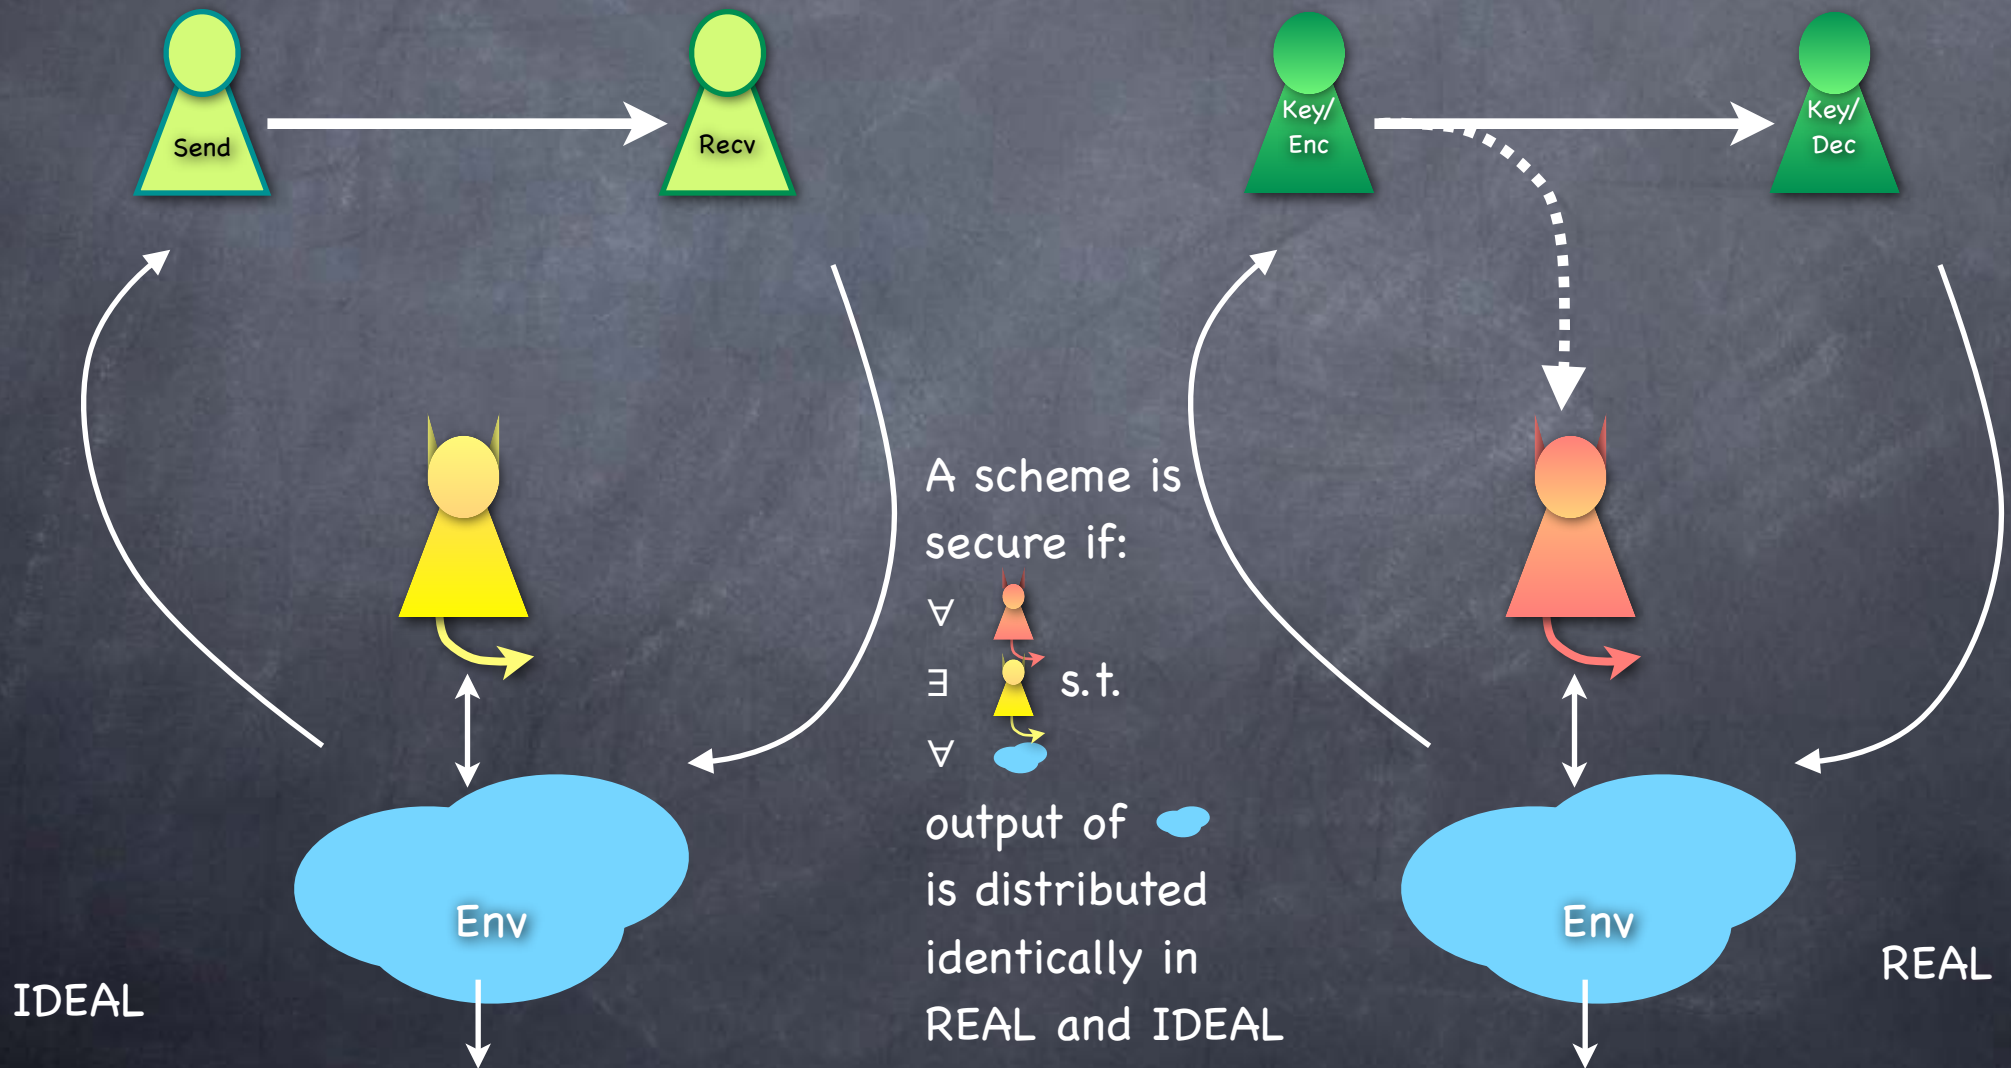 Send
Recv
Key/
Enc
Key/
Dec
A scheme is
secure if:
∀
∃ s.t.
∀
output of
is distributed
identically in
REAL and IDEAL
Env
Env
IDEAL
REAL